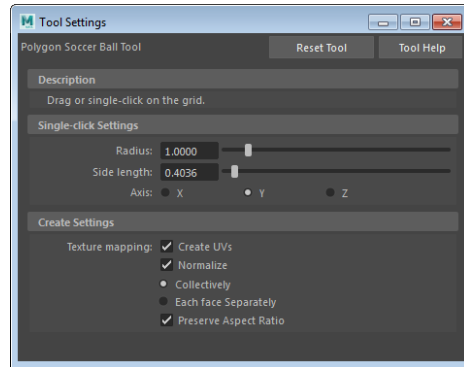 Tool Settings
Polygon Soccer Ball Tool Reset Tool Tool Help
Description
Drag or single-click on the grid.
Single-click Settings
Radius: 1.0000
Side length: 0.4036
Axis: X Y Z
Create Settings
Texture mapping: Create UVs
Normalize
Collectively
Each face Separately
Preserve Aspect Ratio